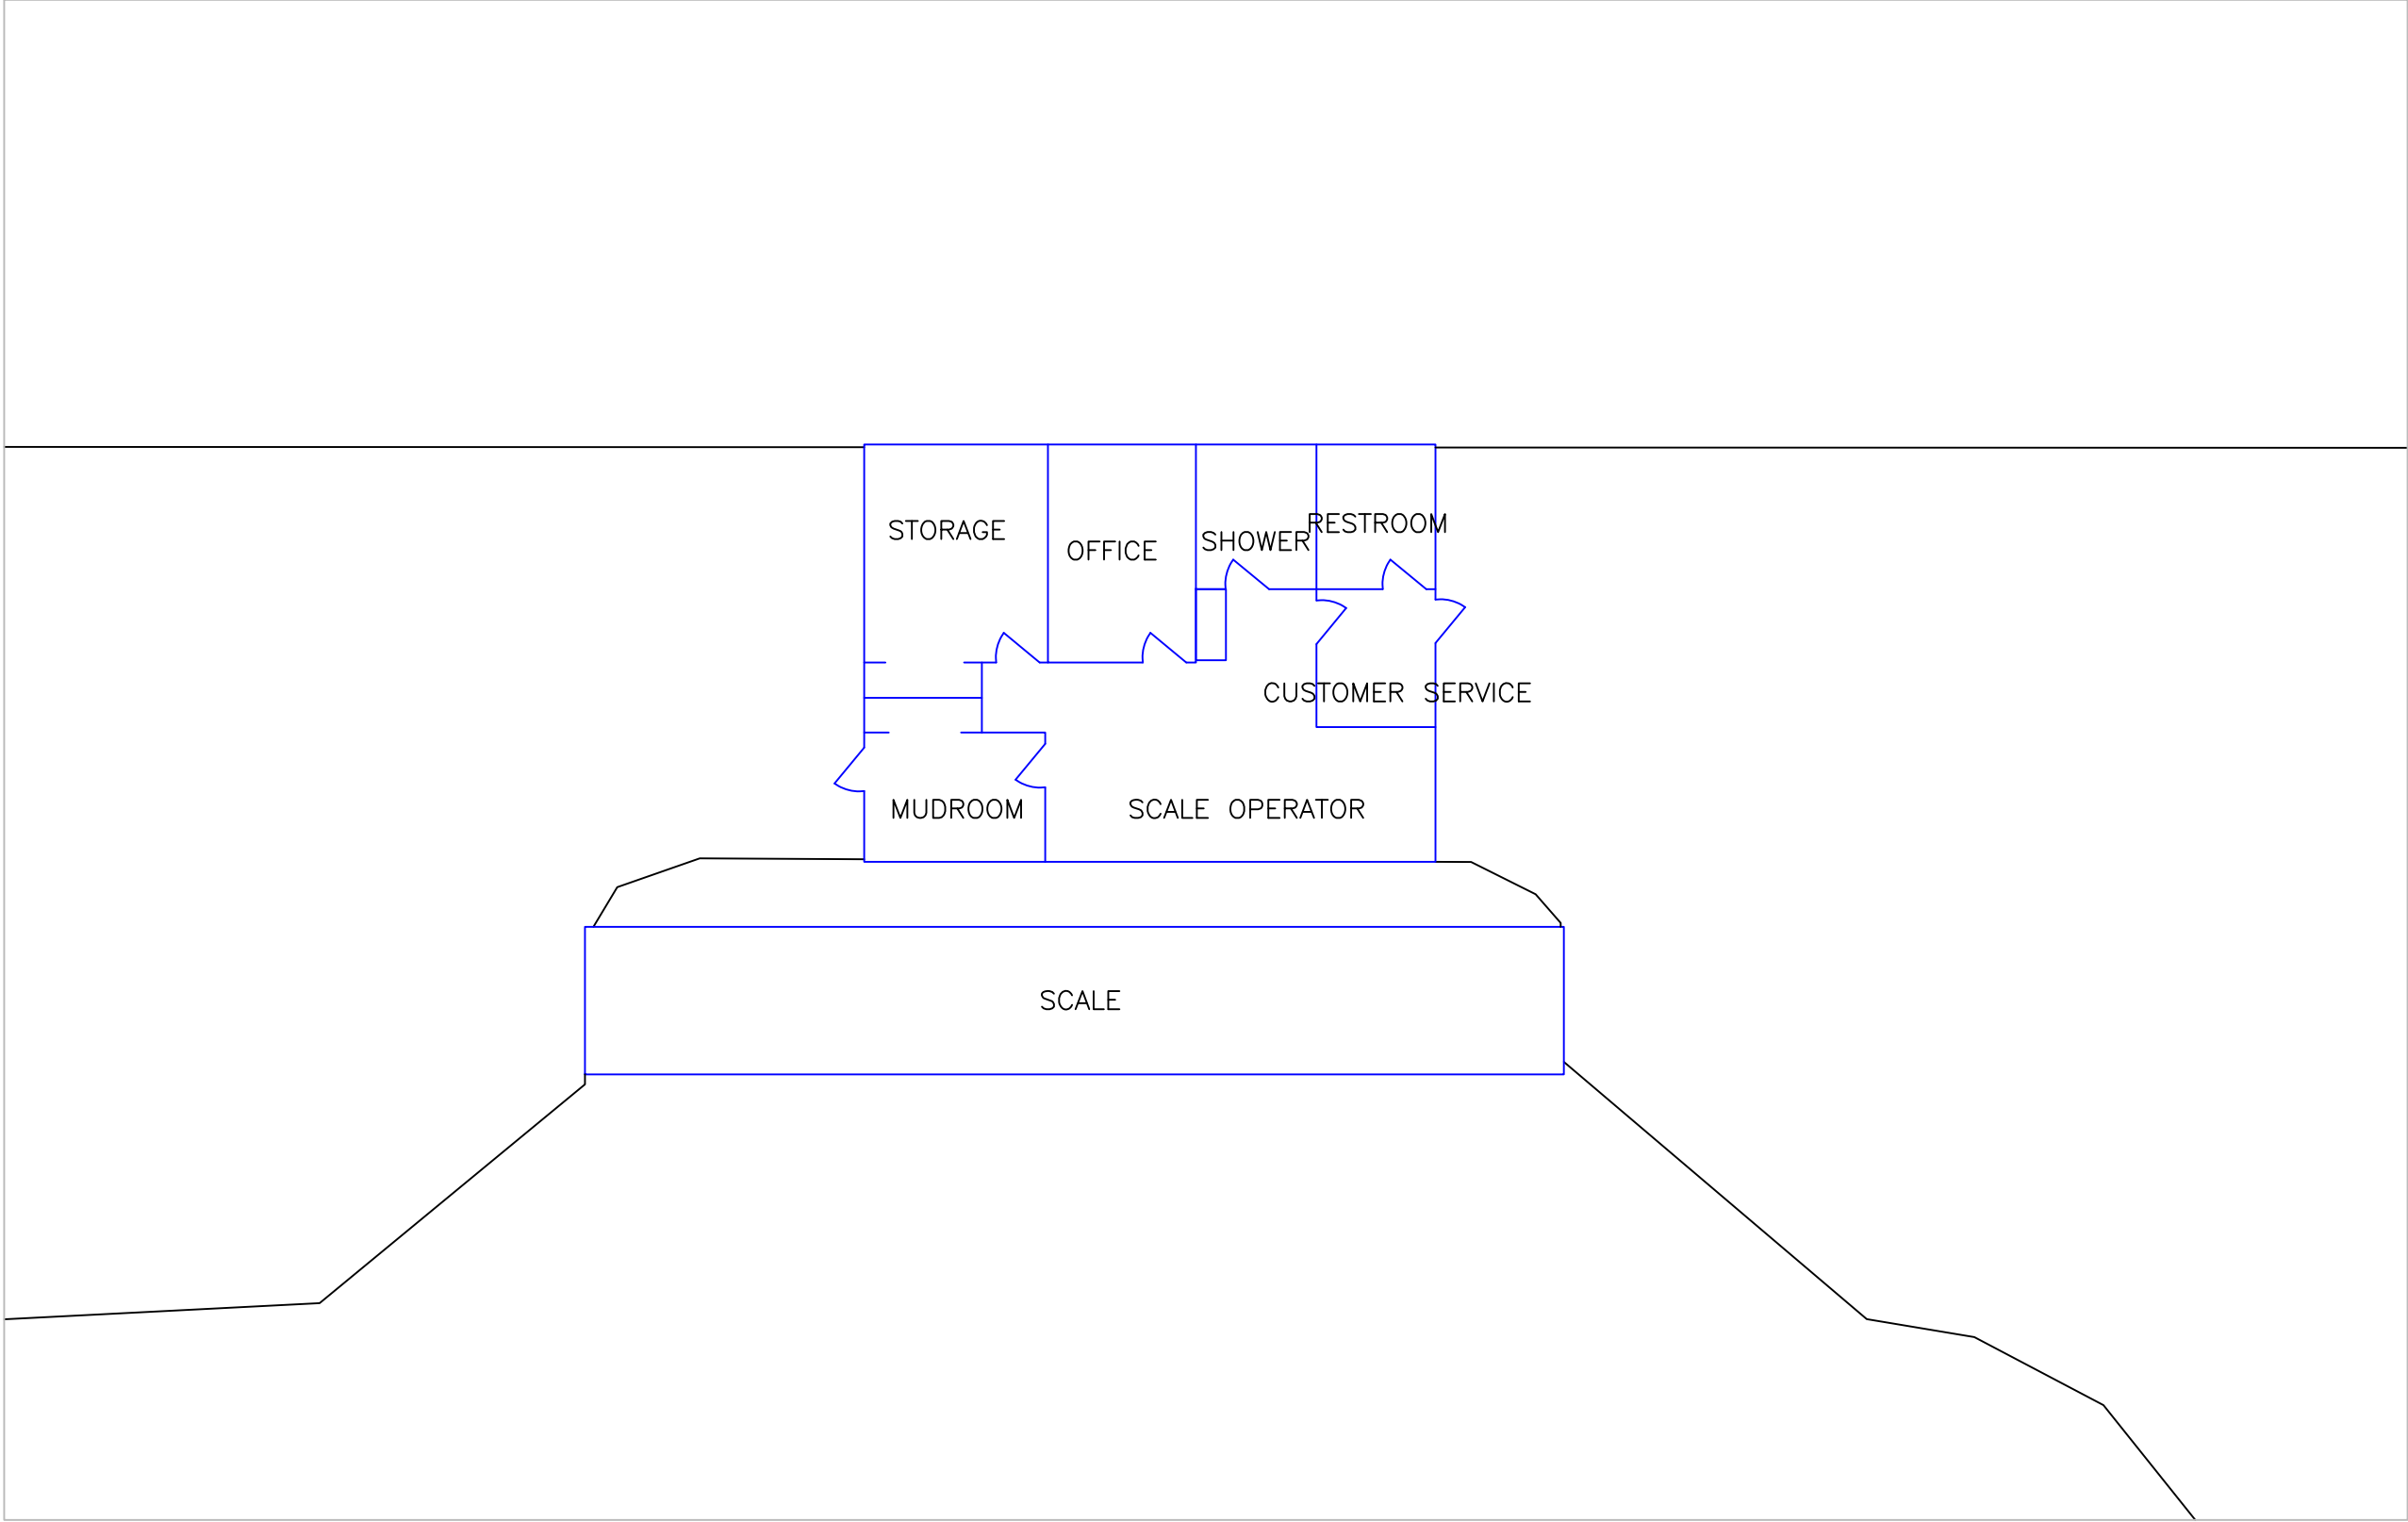 RESTROOM
STORAGE
SHOWER
OFFICE
CUSTOMER SERVICE
MUDROOM
SCALE OPERATOR
SCALE